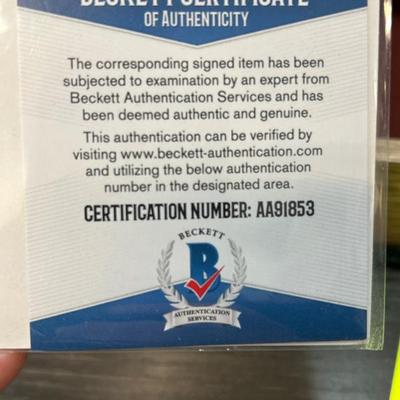 BECKETT CERTIFICATE
OF AUTHENTICITY
The corresponding signed item has been
subjected to examination by an expert from
Beckett Authentication Services and has
been deemed authentic and genuine.
This authentication can be verified by
visiting www.beckett-authentication.com
and utilizing the below authentication
number in the designated area.
CERTIFICATION NUMBER: AA91853
BECKETT
B
AUTHENTICATION
SERVICES